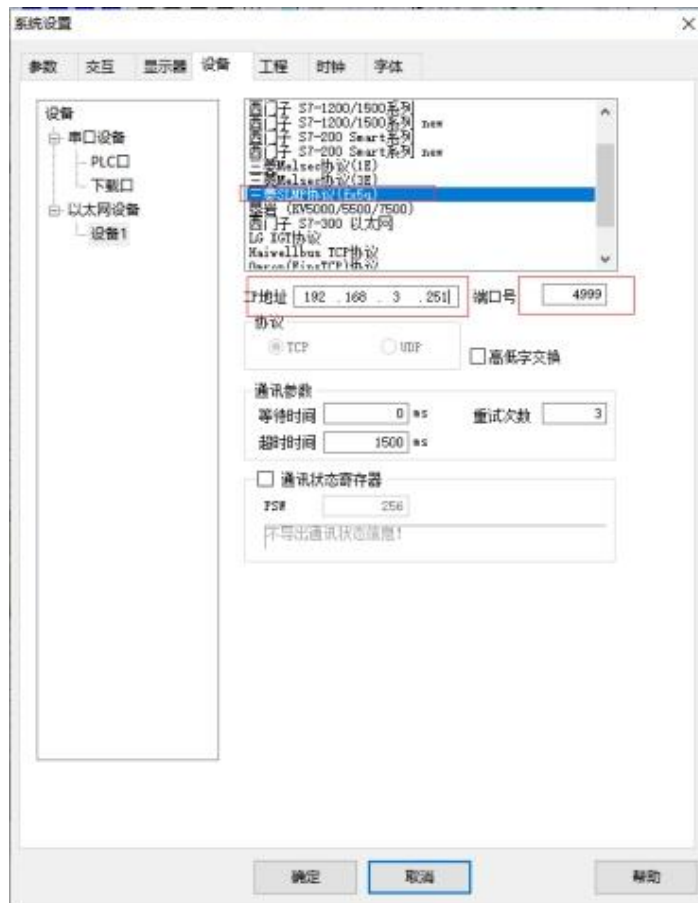 系统设置
参数 交互 显示器 设备 工程 时钟 字体
设备
串口设备
PLC口
下载口
以太网设备
设备1
西门子 S7-1200/1500系列
西门子 S7-1200/1500系列 new
西门子 S7-200 Smart系列
西门子 S7-200 Smart系列 new
三菱Melsec协议(1E)
三菱Melsec协议(3E)
三菱SLMP协议(Fx5u)
基恩 (KV5000/5500/7500)
西门子 S7-300 以太网
LG XGT协议
Haiwellbus TCP协议
Omron(FinsTCP)协议
IP地址 192 .168 . 3 .251 端口号 4999
协议
TCP UDP 高低字交换
通讯参数
等待时间 0 ms 重试次数 3
超时时间 1500 ms
通讯状态寄存器
PSW 256
不导出通讯状态信息!
确定 取消 帮助